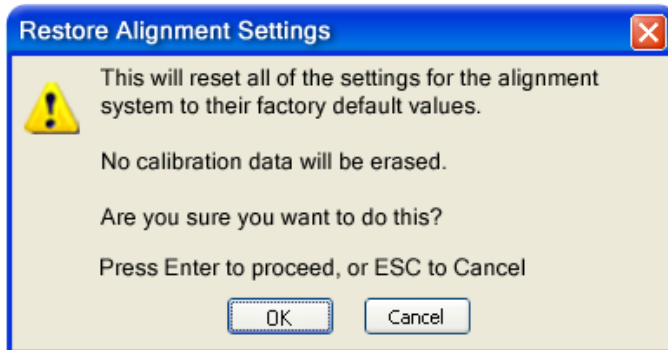 Restore Alignment Settings
This will reset all of the settings for the alignment
system to their factory default values.
No calibration data will be erased.
Are you sure you want to do this?
Press Enter to proceed, or ESC to Cancel
OK Cancel